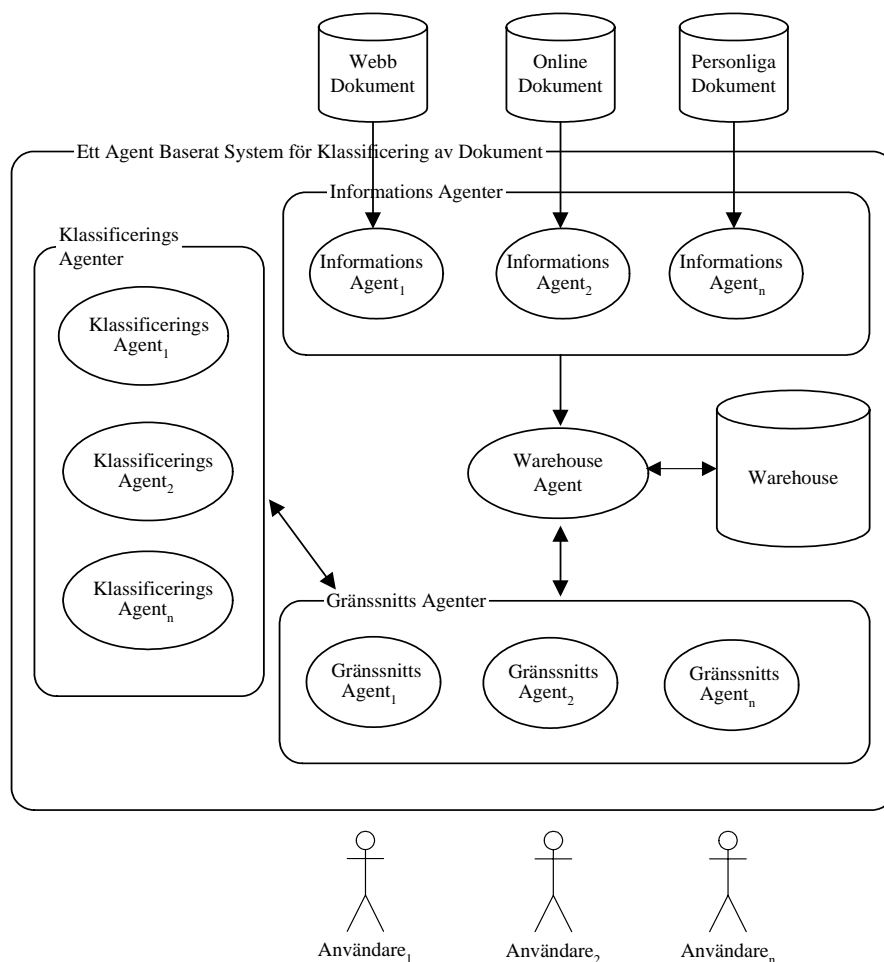 Webb
Dokument
Online
Dokument
Personliga
Dokument
Ett Agent Baserat System för Klassificering av Dokument
Informations Agenter
Klassificerings
Agenter
Informations
Agent1
Informations
Agent2
Informations
Agentn
Klassificerings
Agent1
Klassificerings
Agent2
Klassificerings
Agentn
Warehouse
Agent
Warehouse
Gränssnitts Agenter
Gränssnitts
Agent1
Gränssnitts
Agent2
Gränssnitts
Agentn
Användare1
Användare2
Användaren